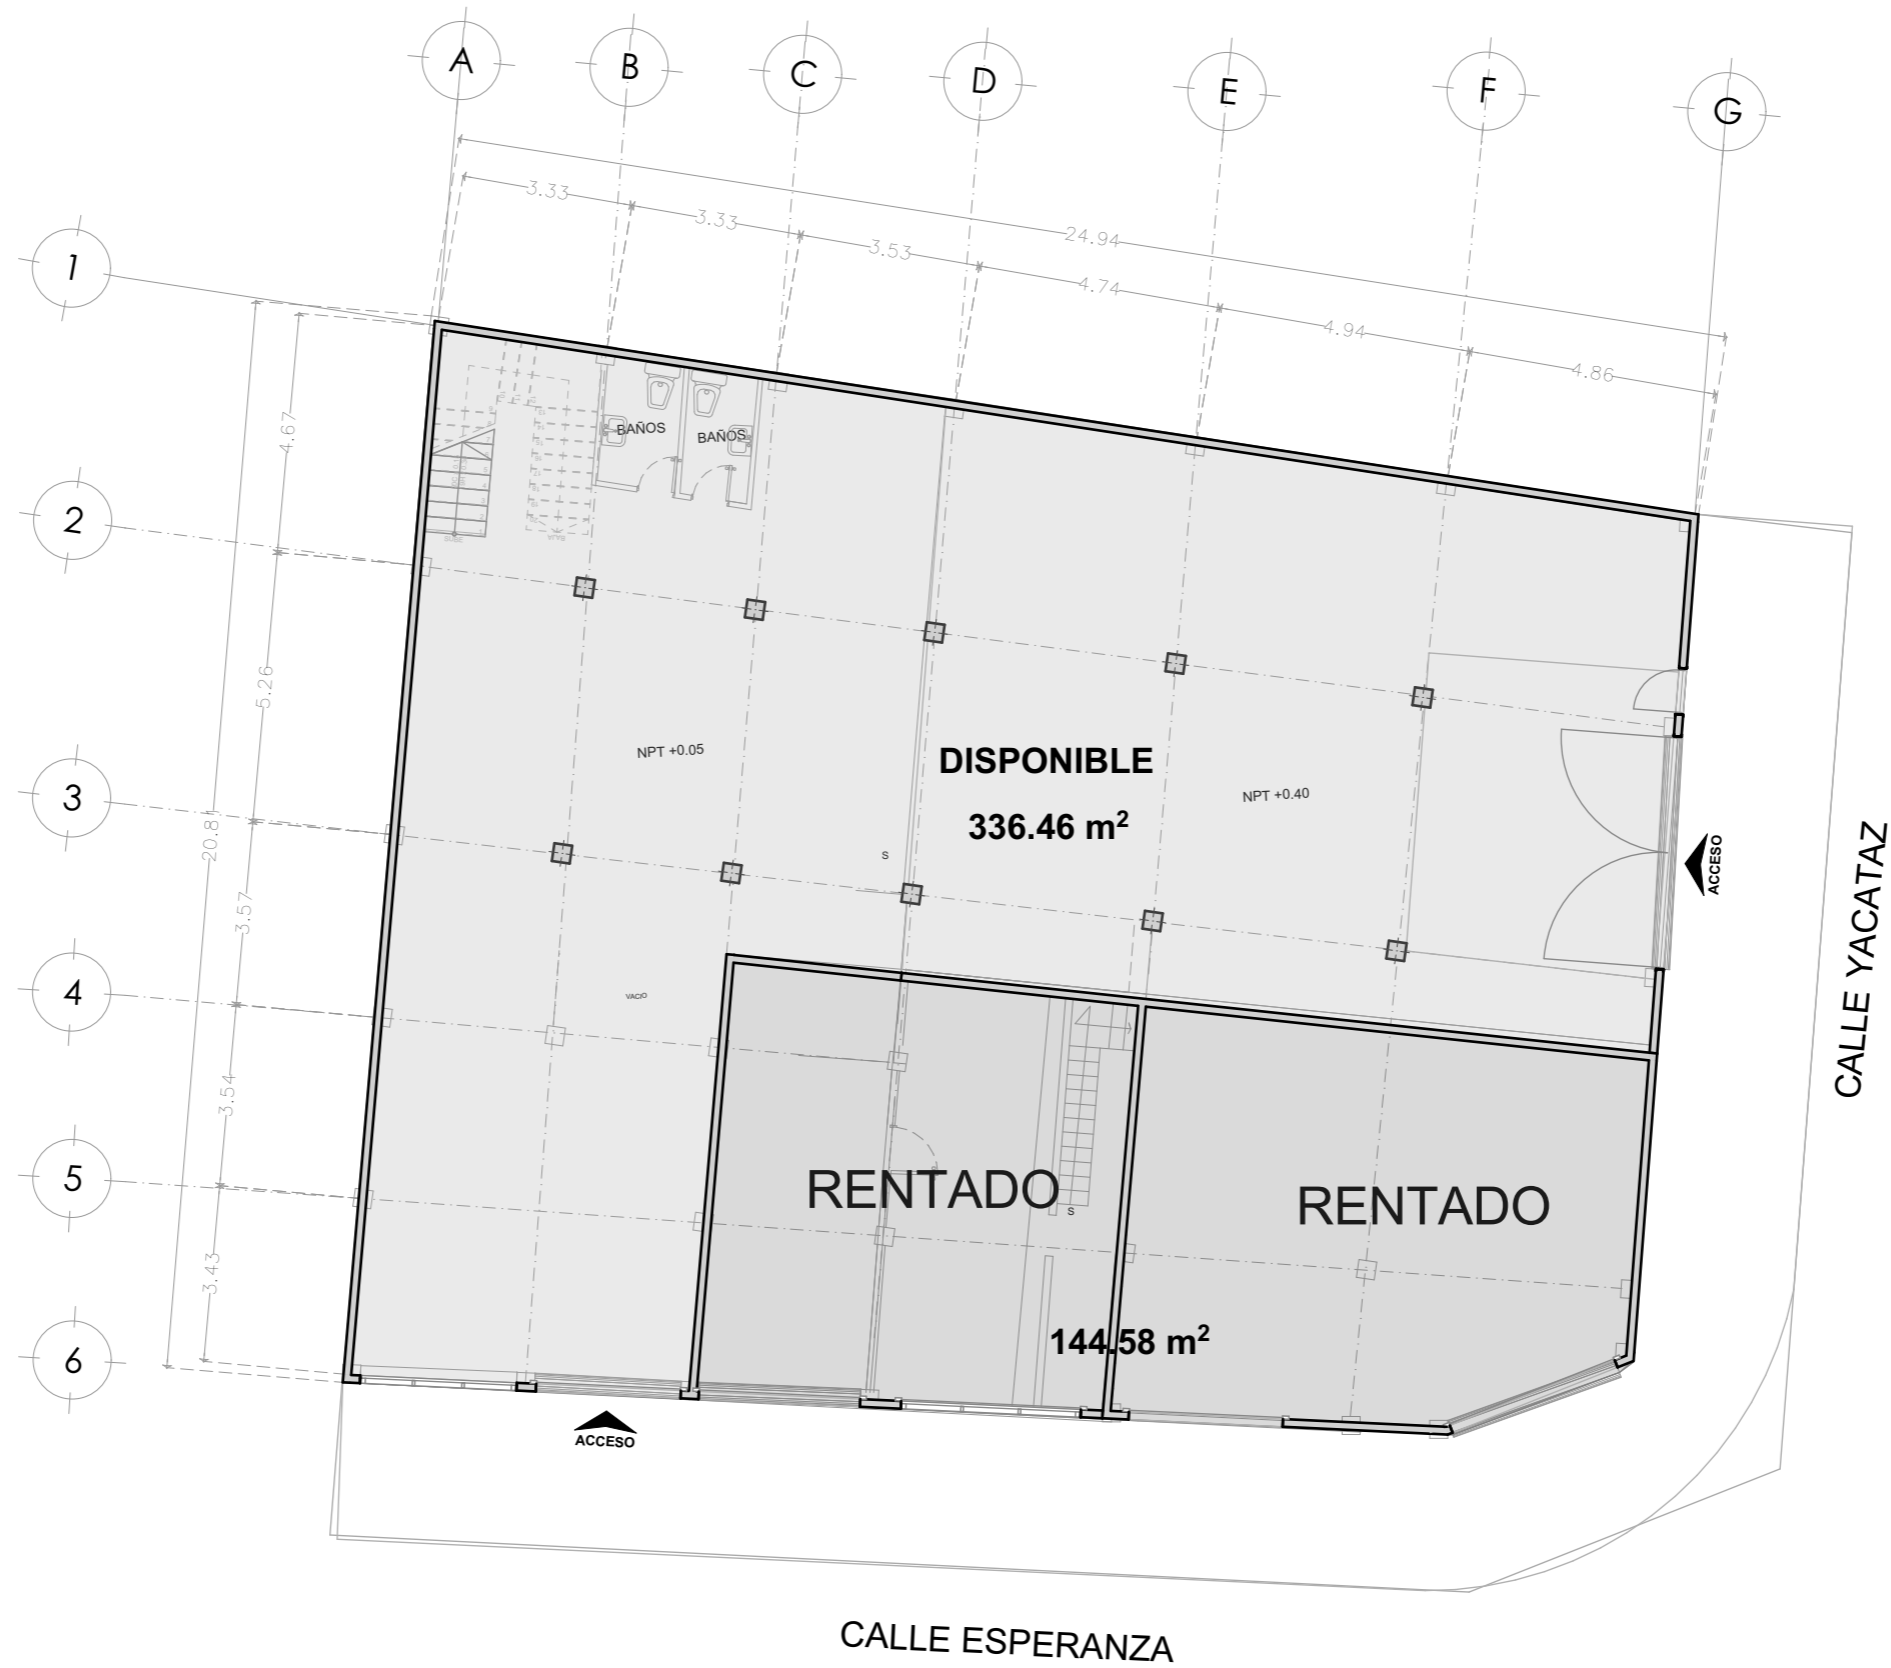 A
B
C
D
E
F
G
3.33
3.33
3.53
24.94
4.74
4.94
4.86
1
2
3
4
5
6
4.67
5.26
20.81
3.57
3.54
3.43
BAÑOS
BAÑOS
NPT +0.05
DISPONIBLE
336.46 m²
NPT +0.40
S
VACIO
ACCESO
CALLE YACATAZ
RENTADO
RENTADO
S
144.58 m²
ACCESO
CALLE ESPERANZA